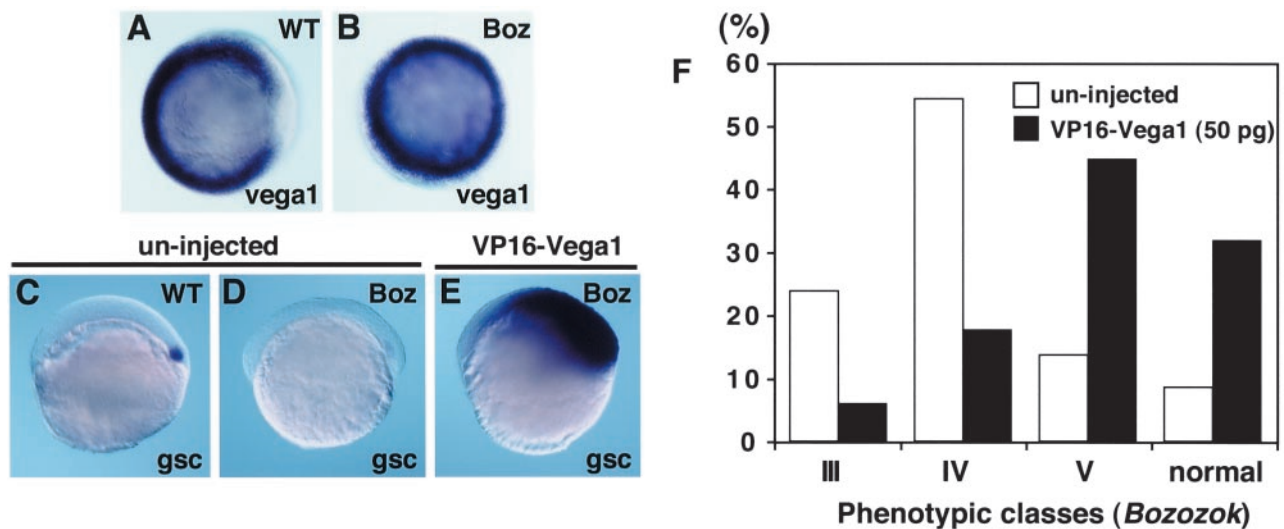 A WT
vega1
B Boz
vega1
un-injected
VP16-Vega1
C WT
gsc
D Boz
gsc
E Boz
gsc
F
(%)
60
50
40
30
20
10
0
un-injected
VP16-Vega1 (50 pg)
III IV V normal
Phenotypic classes (Bozozok)